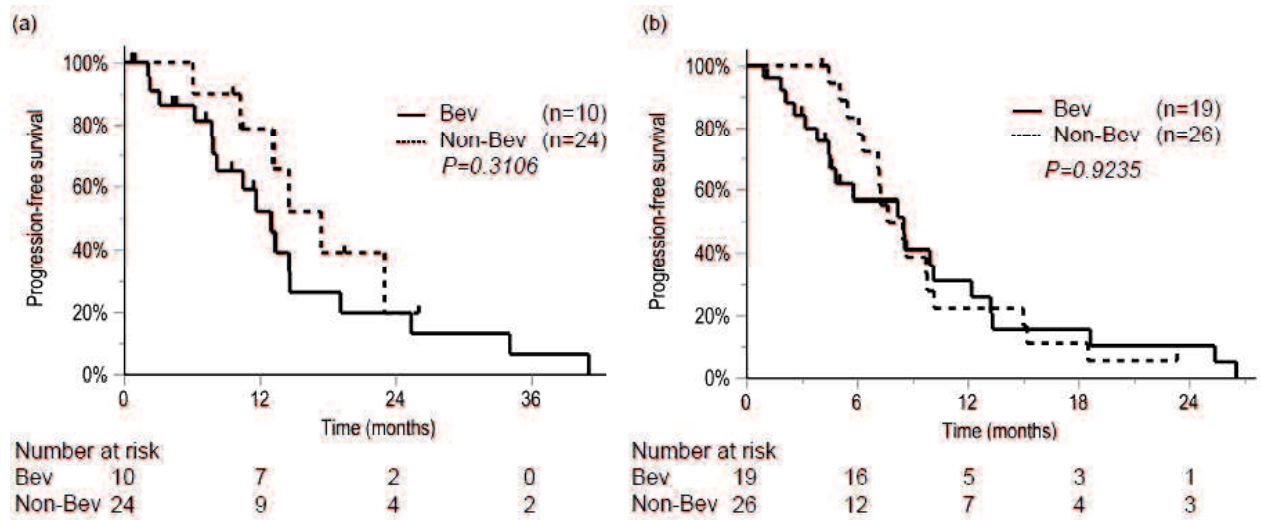 (a)
100%
80%
60%
40%
20%
0%
Progression-free survival
Bev (n=10)
Non-Bev (n=24)
P=0.3106
0 12 24 36
Time (months)
Number at risk
Bev 10 7 2 0
Non-Bev 24 9 4 2
(b)
100%
80%
60%
40%
20%
0%
Progression-free survival
Bev (n=19)
Non-Bev (n=26)
P=0.9235
0 6 12 18 24
Time (months)
Number at risk
Bev 19 16 5 3 1
Non-Bev 26 12 7 4 3